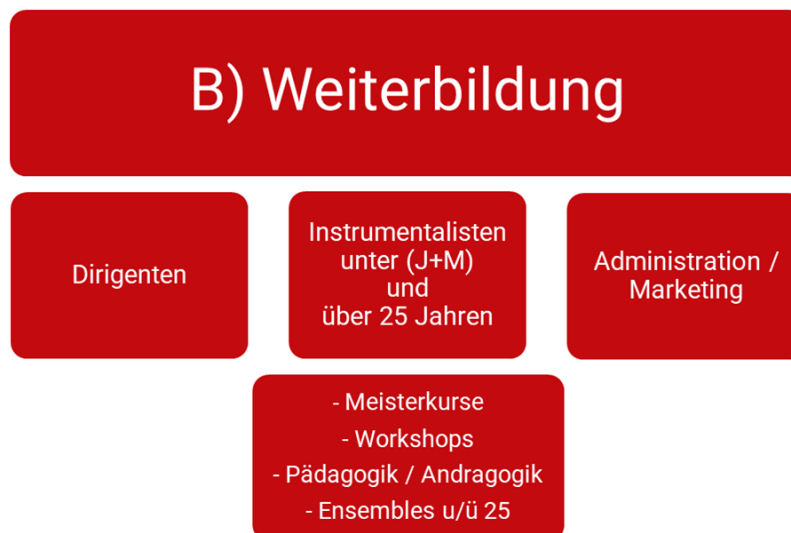 B) Weiterbildung
Dirigenten
Instrumentalisten
unter (J+M)
und
über 25 Jahren
Administration /
Marketing
- Meisterkurse
- Workshops
- Pädagogik / Andragogik
- Ensembles u/ü 25